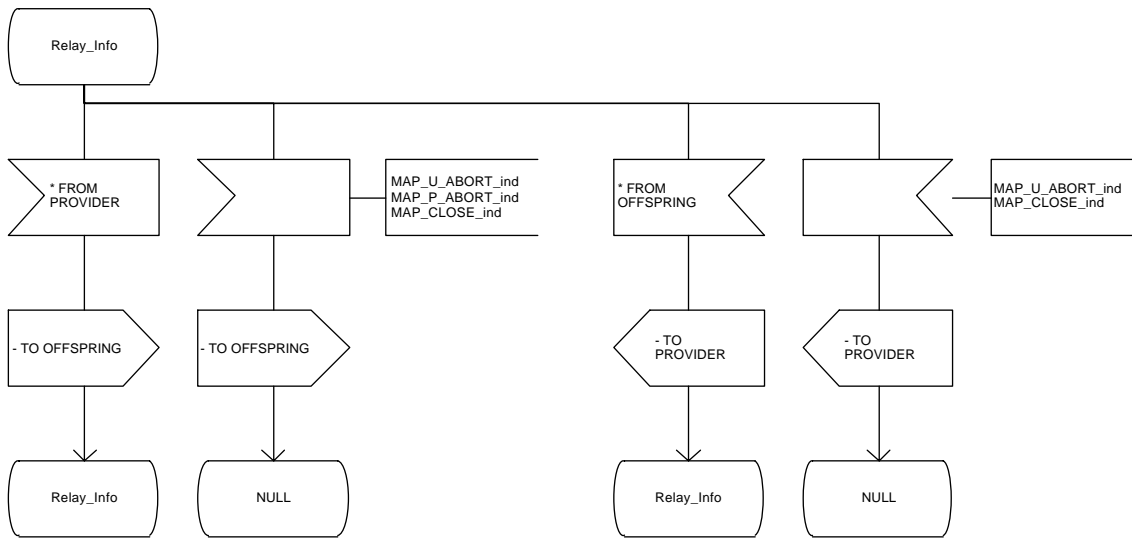 Relay_Info
* FROM
PROVIDER
MAP_U_ABORT_ind
MAP_P_ABORT_ind
MAP_CLOSE_ind
* FROM
OFFSPRING
MAP_U_ABORT_ind
MAP_CLOSE_ind
- TO OFFSPRING
- TO OFFSPRING
- TO
PROVIDER
- TO
PROVIDER
Relay_Info
NULL
Relay_Info
NULL